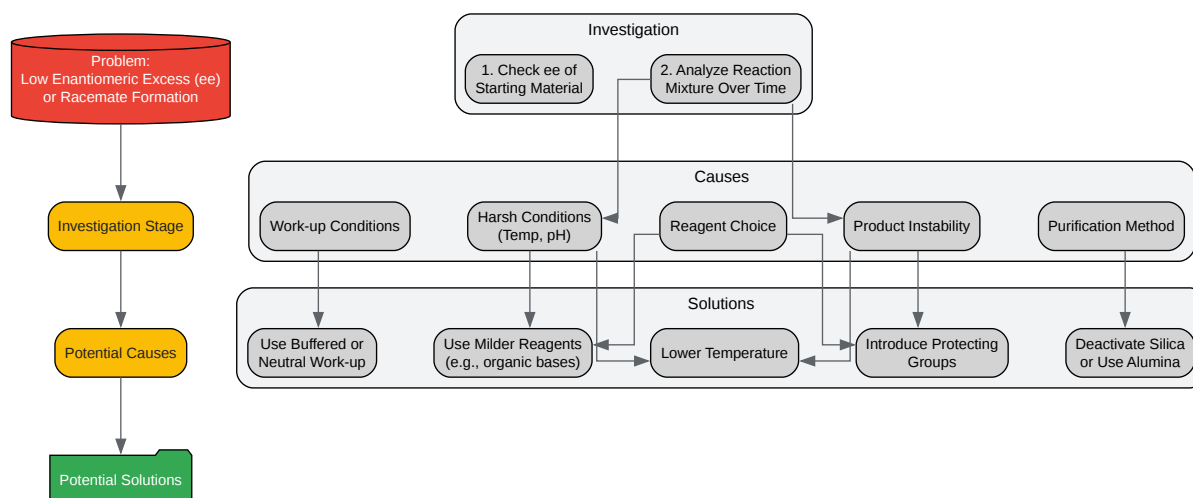 Problem:
Low Enantiomeric Excess (ee)
or Racemate Formation
Investigation Stage
Potential Causes
Potential Solutions
Investigation
1. Check ee of
Starting Material
2. Analyze Reaction
Mixture Over Time
Causes
Work-up Conditions
Harsh Conditions
(Temp, pH)
Reagent Choice
Product Instability
Purification Method
Solutions
Use Buffered or
Neutral Work-up
Use Milder Reagents
(e.g., organic bases)
Lower Temperature
Introduce Protecting
Groups
Deactivate Silica
or Use Alumina